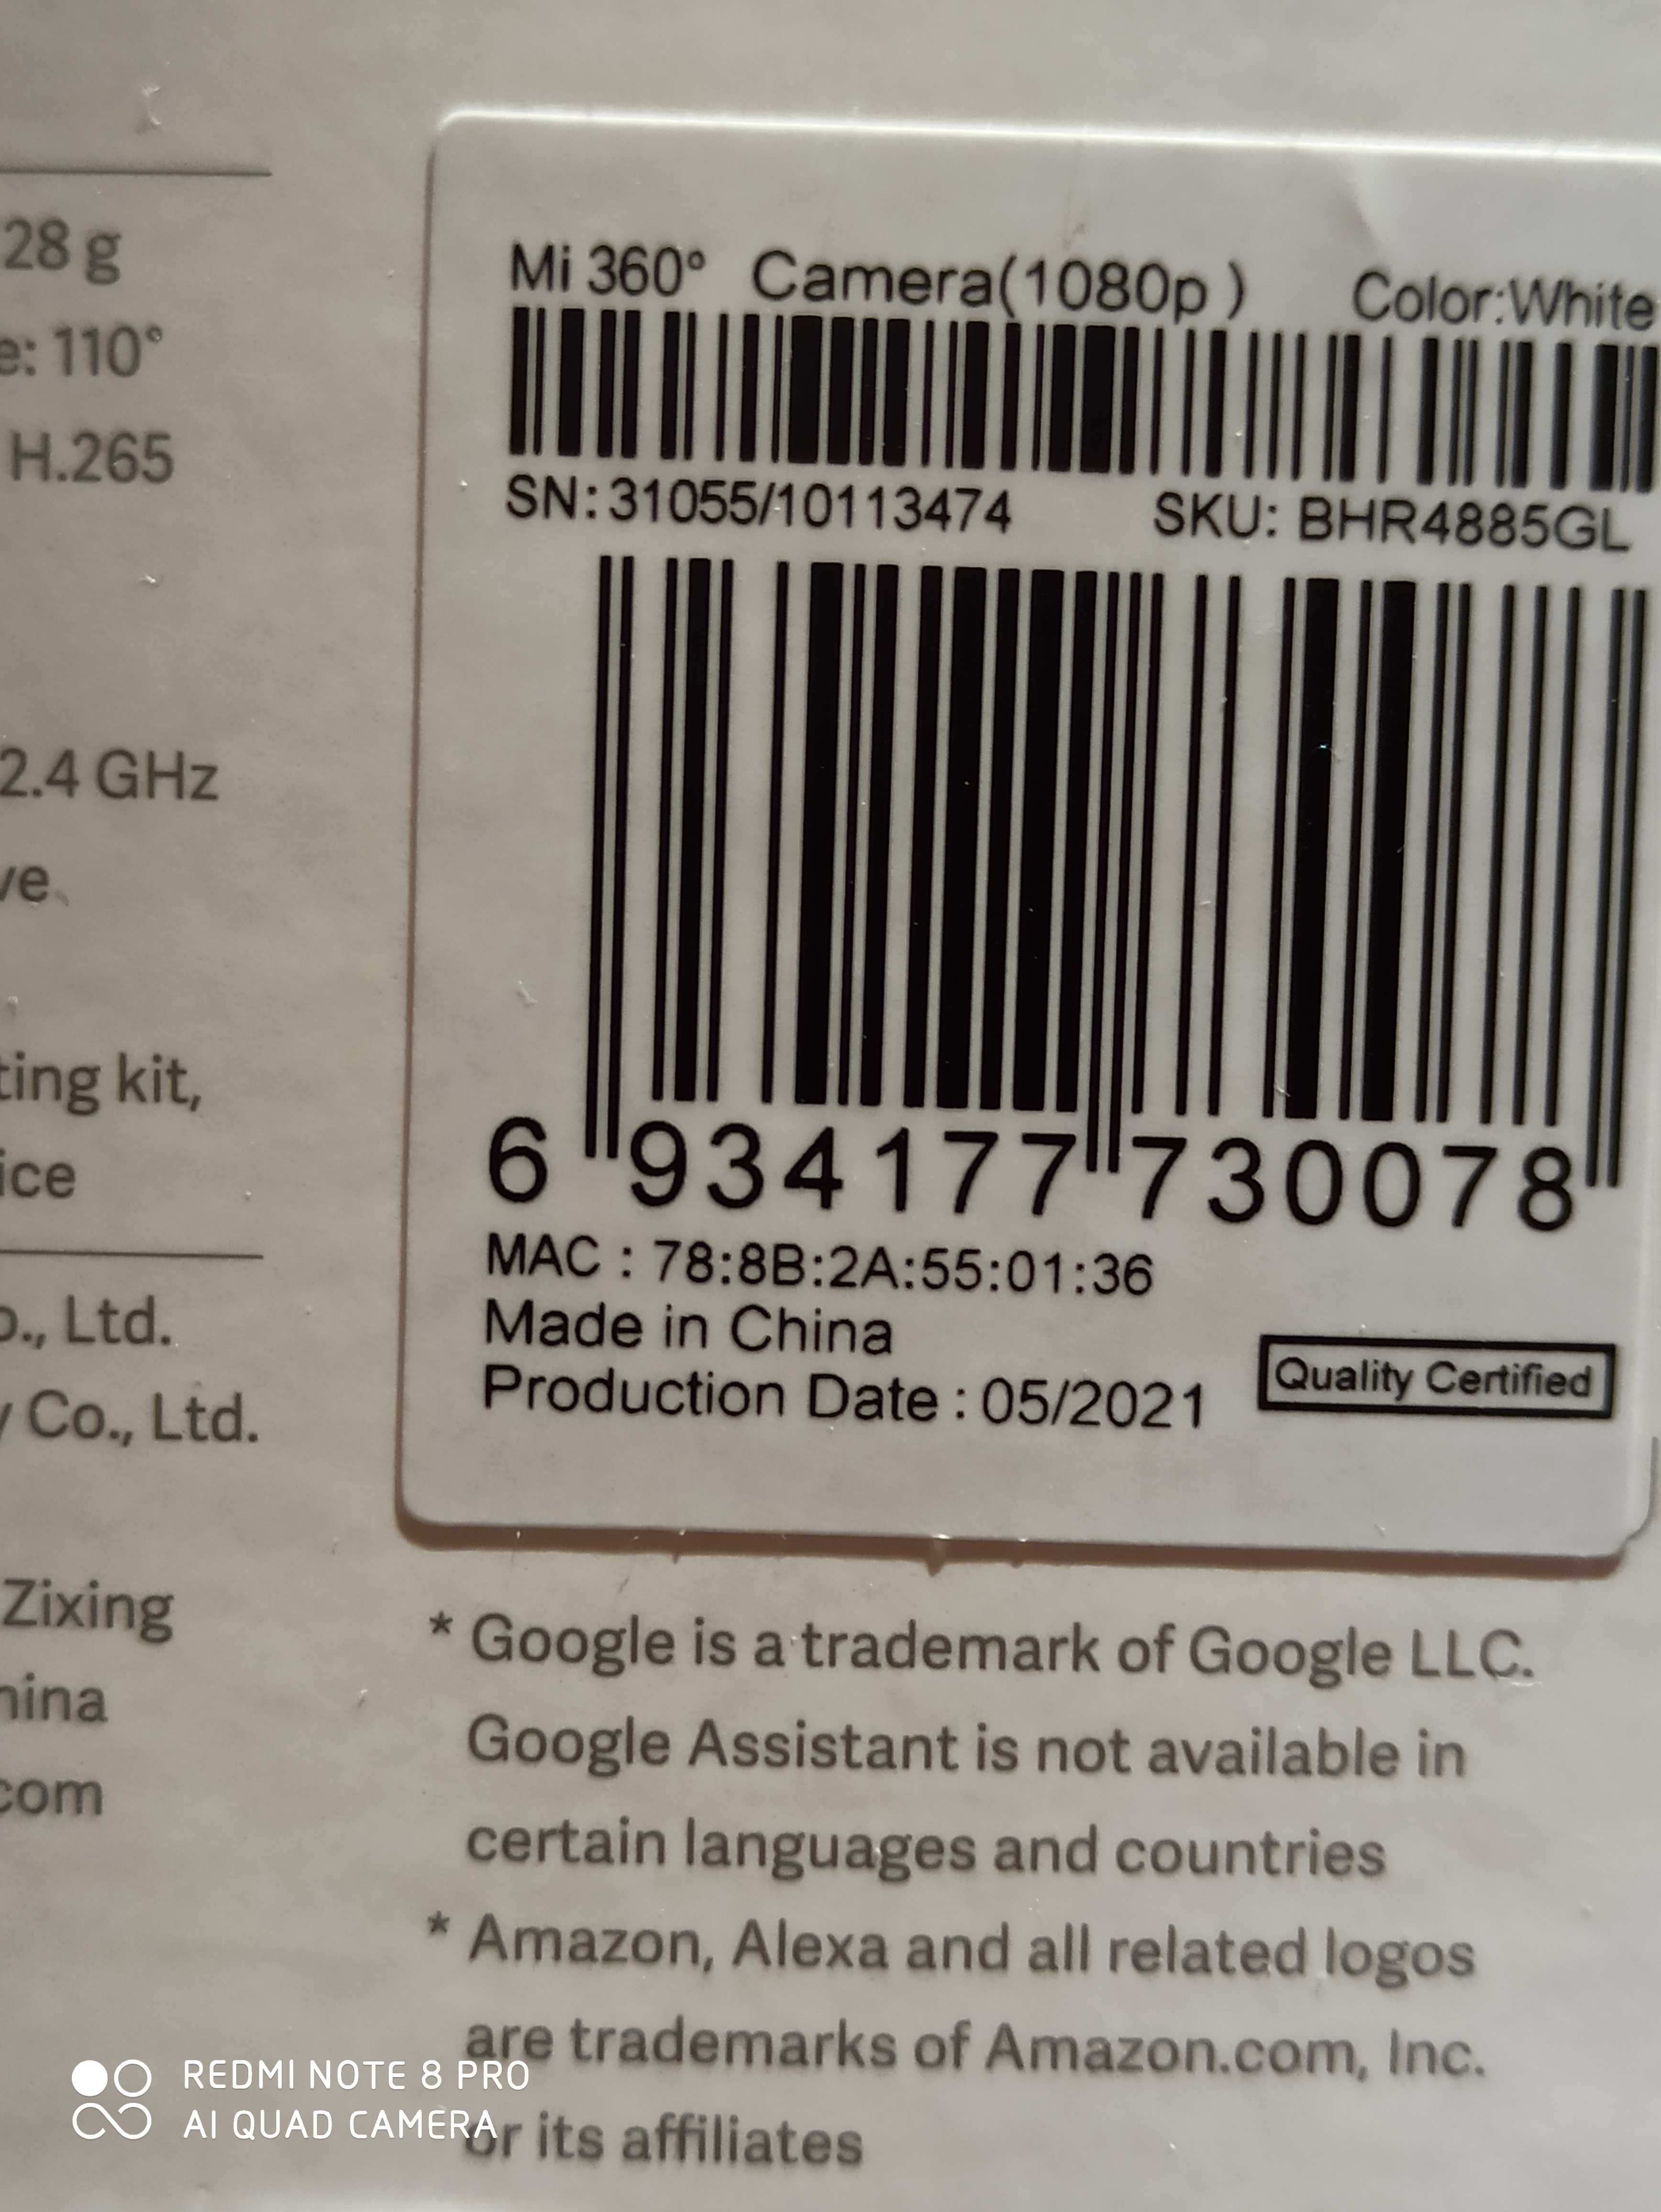 28 g
e: 110°
H.265
2.4 GHz
ve
ting kit,
ice
o., Ltd.
y Co., Ltd.
Zixing
hina
com
Mi 360° Camera(1080p ) Color:White
SN: 31055/10113474 SKU: BHR4885GL
6 934177 730078
MAC : 78:8B:2A:55:01:36
Made in China
Production Date : 05/2021
Quality Certified
* Google is a trademark of Google LLC.
Google Assistant is not available in
certain languages and countries
* Amazon, Alexa and all related logos
are trademarks of Amazon.com, Inc.
or its affiliates
REDMI NOTE 8 PRO
AI QUAD CAMERA